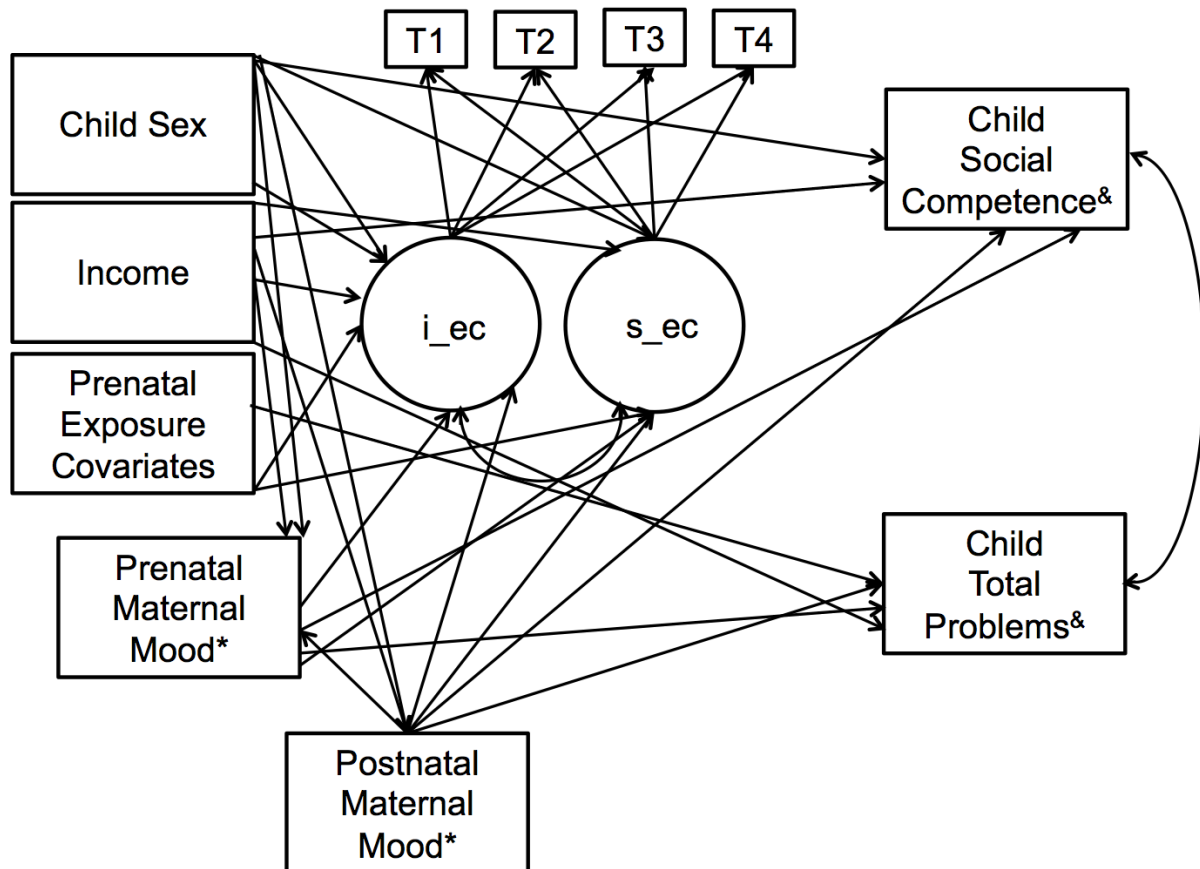 T1
T2
T3
T4
Child Sex
Income
Prenatal
Exposure
Covariates
i_ec
s_ec
Child
Social
Competence&
Prenatal
Maternal
Mood*
Child
Total
Problems&
Postnatal
Maternal
Mood*